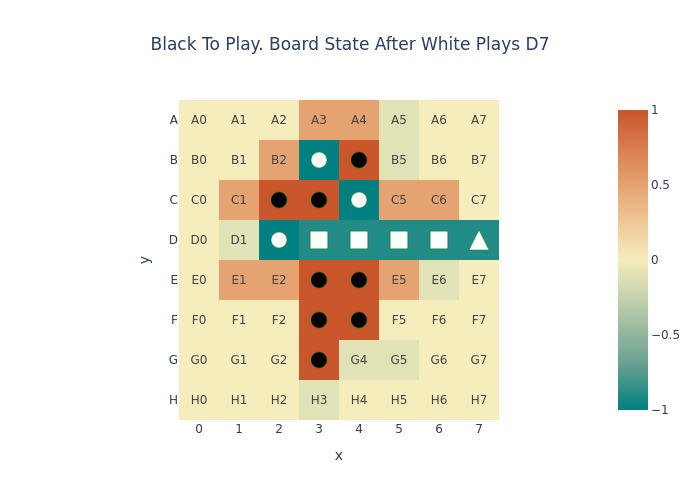 Black To Play. Board State After White Plays D7
A A0 A1 A2 A3 A4 A5 A6 A7
B B0 B1 B2 B5 B6 B7
C C0 C1 C5 C6 C7
D D0 D1
E E0 E1 E2 E5 E6 E7
F F0 F1 F2 F5 F6 F7
G G0 G1 G2 G4 G5 G6 G7
H H0 H1 H2 H3 H4 H5 H6 H7
0 1 2 3 4 5 6 7
x
y
1
0.5
0
−0.5
−1